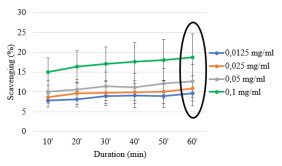 Scavenging (%)
30
25
20
15
10
5
0
10' 20' 30' 40' 50' 60'
Duration (min)
0,0125 mg/ml
0,025 mg/ml
0,05 mg/ml
0,1 mg/ml